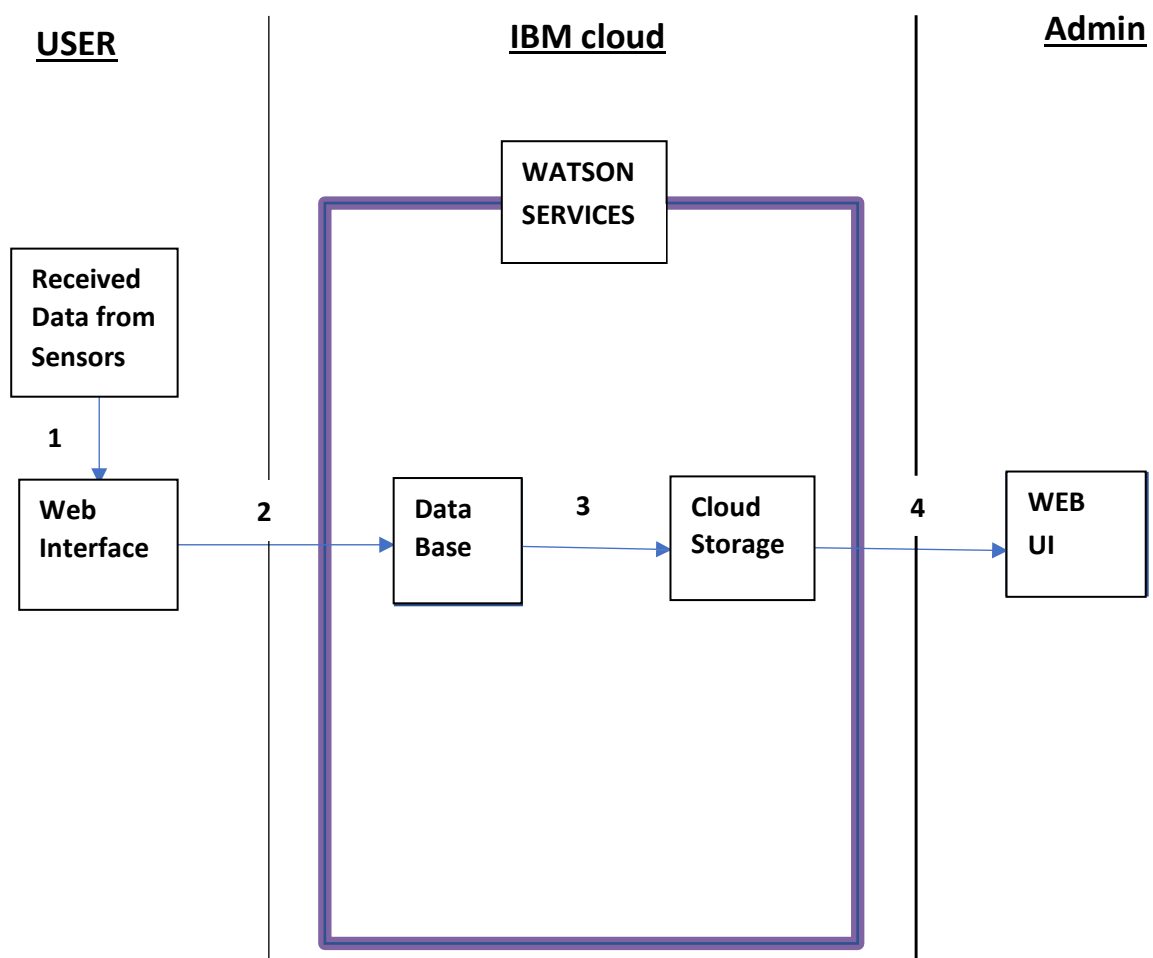 USER
IBM cloud
Admin
WATSON
SERVICES
Received
Data from
Sensors
1
Web
Interface
2
Data
Base
3
Cloud
Storage
4
WEB
UI